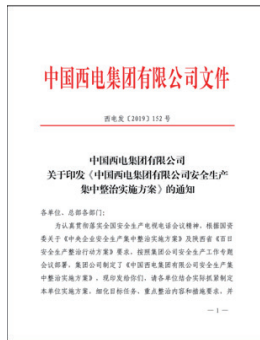 中国西电集团有限公司文件
西电发〔2019〕152 号
中国西电集团有限公司
关于印发《中国西电集团有限公司安全生产
集中整治实施方案》的通知
各单位、总部各部门：
为认真贯彻落实全国安全生产电视电话会议精神，根据国资
委关于《中央企业安全生产集中整治实施方案》及陕西省《百日
安全生产整治行动方案》要求，按照集团公司安全生产工作专题
会议部署，集团公司制定了《中国西电集团有限公司安全生产集
中整治实施方案》，现印发给你们，请各单位结合实际抓紧制定
本单位实施方案，细化目标任务、重点整治内容和措施要求，并
— 1 —